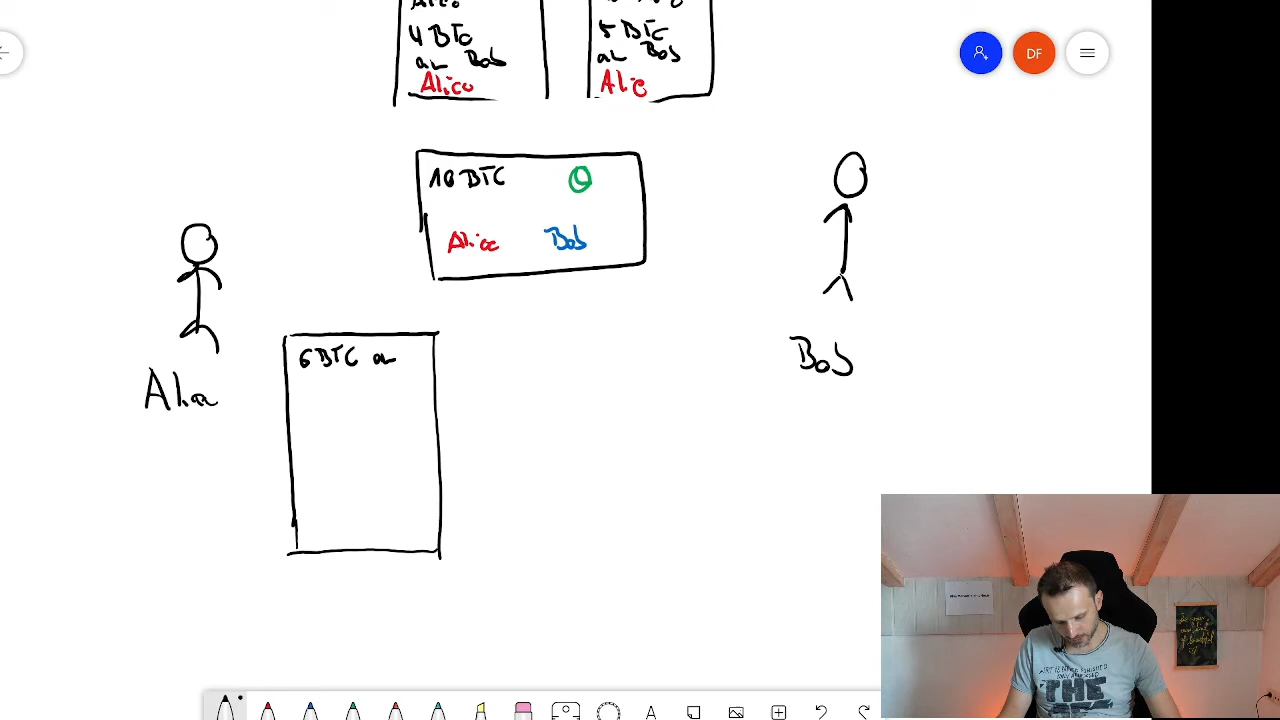 4 BTC
an Bob
Alice
5 BTC
an Bob
Alice
DF
10 BTC
Alice Bob
Alice
6 BTC an
Bob
THE